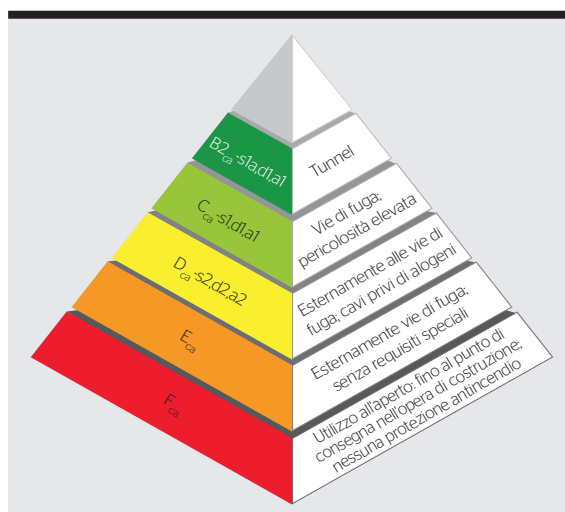 B2ca-s1a,d1,a1
Tunnel
Cca-s1,d1,a1
Vie di fuga;
pericolosità elevata
Dca-s2,d2,a2
Esternamente alle vie di
fuga; cavi privi di alogeni
Eca
Esternamente vie di fuga;
senza requisiti speciali
Fca
Utilizzo all'aperto: fino al punto di
consegna nell'opera di costruzione;
nessuna protezione antincendio